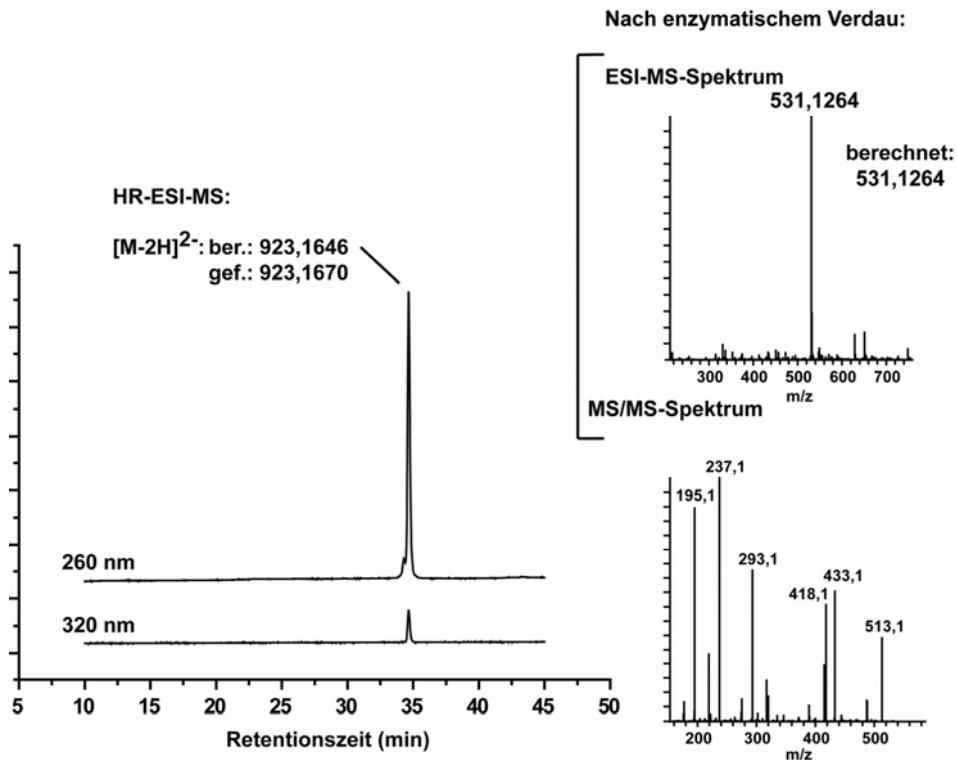 Nach enzymatischem Verdau:
ESI-MS-Spektrum
531,1264
berechnet:
531,1264
300 400 500 600 700
m/z
HR-ESI-MS:
[M-2H]2-: ber.: 923,1646
gef.: 923,1670
260 nm
320 nm
5 10 15 20 25 30 35 40 45 50
Retentionszeit (min)
MS/MS-Spektrum
237,1
195,1
293,1
418,1
433,1
513,1
200 300 400 500
m/z